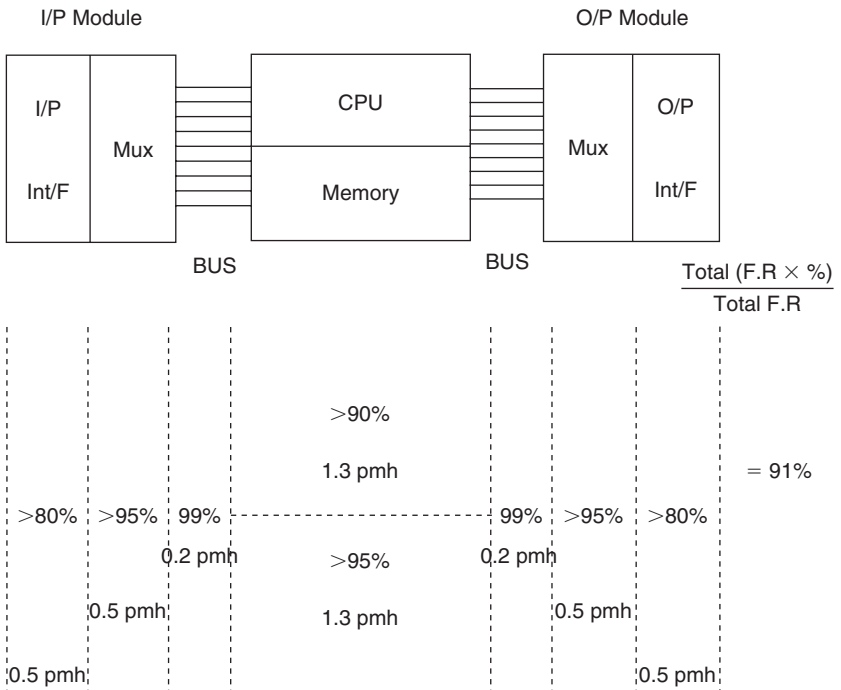 I/P Module
O/P Module
I/P
Int/F
Mux
CPU
Memory
Mux
O/P
Int/F
BUS
BUS
Total (F.R × %)
Total F.R
>90%
1.3 pmh
= 91%
>80% >95% 99% 99% >95% >80%
0.2 pmh >95% 0.2 pmh
0.5 pmh 1.3 pmh 0.5 pmh
0.5 pmh 0.5 pmh